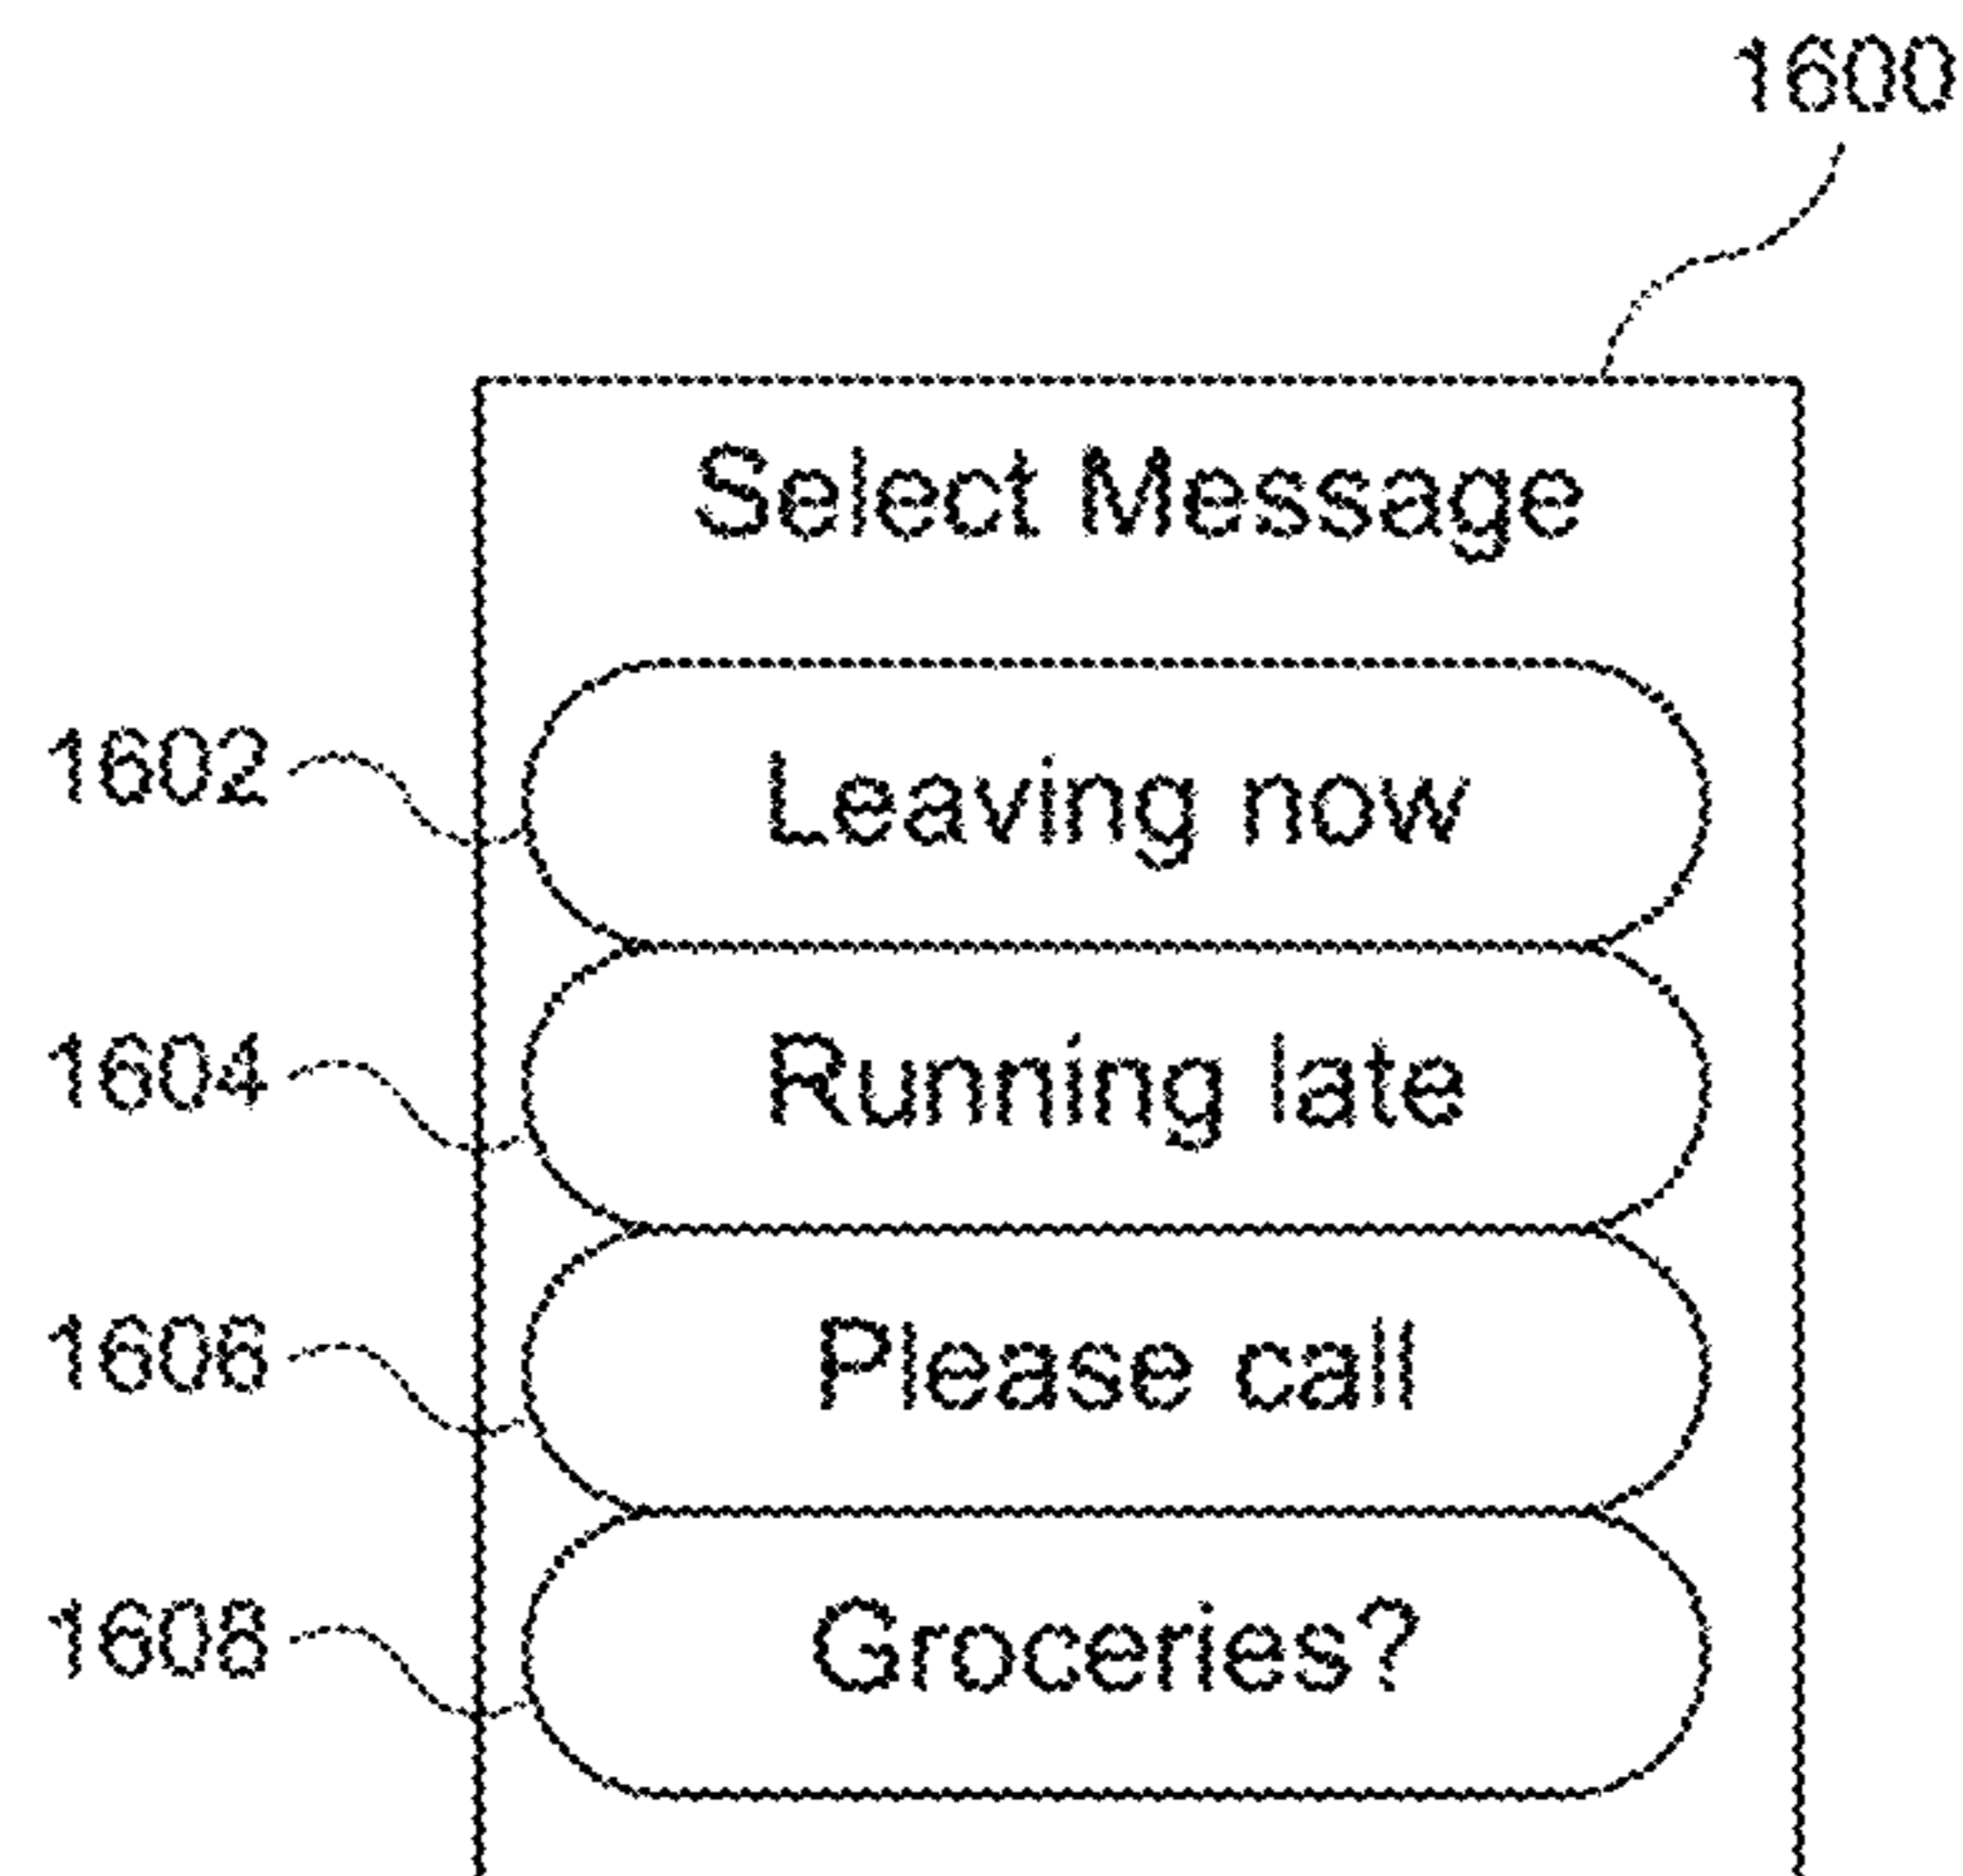 1600
Select Message
1602 Leaving now
1604 Running late
1606 Please call
1608 Groceries?